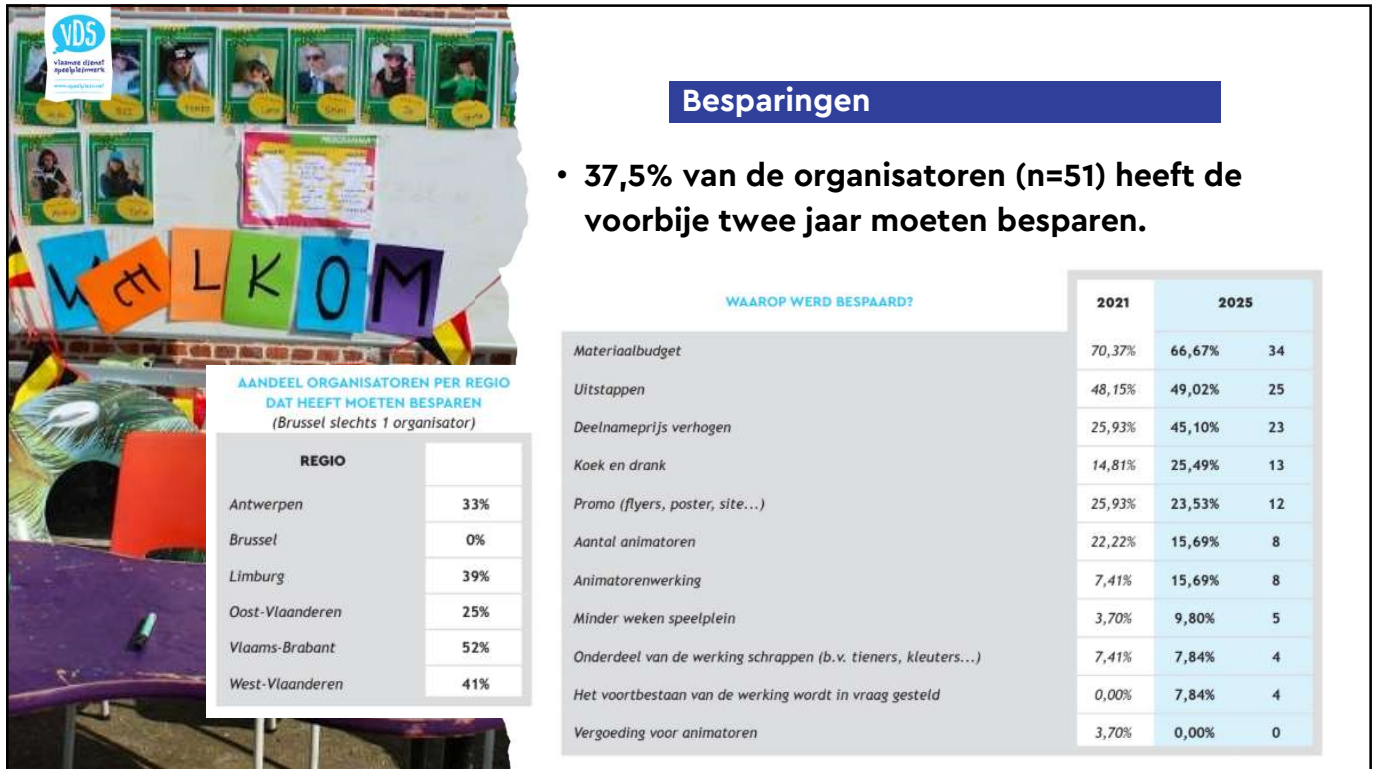 VDS
vlaamse dienst
speelpleinwerk
www.speelplein.net
WELKOM
Besparingen
• 37,5% van de organisatoren (n=51) heeft de
voorbije twee jaar moeten besparen.
AANDEEL ORGANISATOREN PER REGIO
DAT HEEFT MOETEN BESPAREN
(Brussel slechts 1 organisator)
REGIO
Antwerpen 33%
Brussel 0%
Limburg 39%
Oost-Vlaanderen 25%
Vlaams-Brabant 52%
West-Vlaanderen 41%
WAAROP WERD BESPAARD? 2021 2025
Materiaalbudget 70,37% 66,67% 34
Uitstappen 48,15% 49,02% 25
Deelnameprijs verhogen 25,93% 45,10% 23
Koek en drank 14,81% 25,49% 13
Promo (flyers, poster, site...) 25,93% 23,53% 12
Aantal animatoren 22,22% 15,69% 8
Animatorenwerking 7,41% 15,69% 8
Minder weken speelplein 3,70% 9,80% 5
Onderdeel van de werking schrappen (b.v. tieners, kleuters...) 7,41% 7,84% 4
Het voortbestaan van de werking wordt in vraag gesteld 0,00% 7,84% 4
Vergoeding voor animatoren 3,70% 0,00% 0